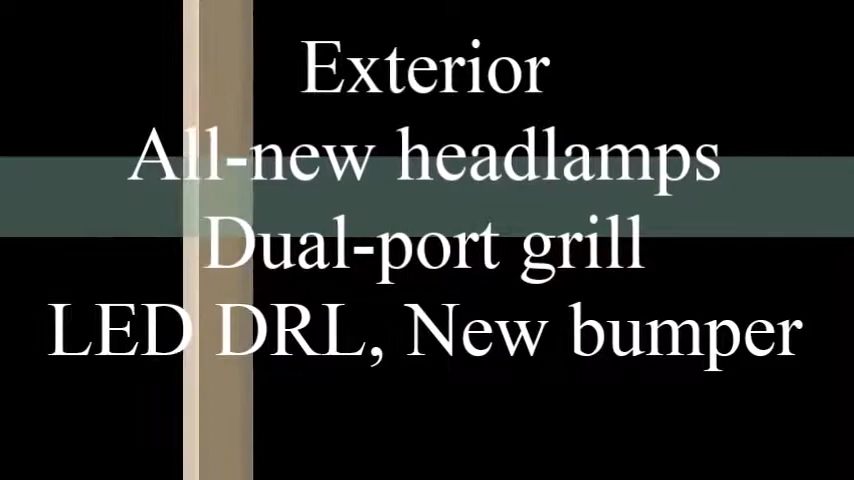 Exterior
All-new headlamps
Dual-port grill
LED DRL, New bumper